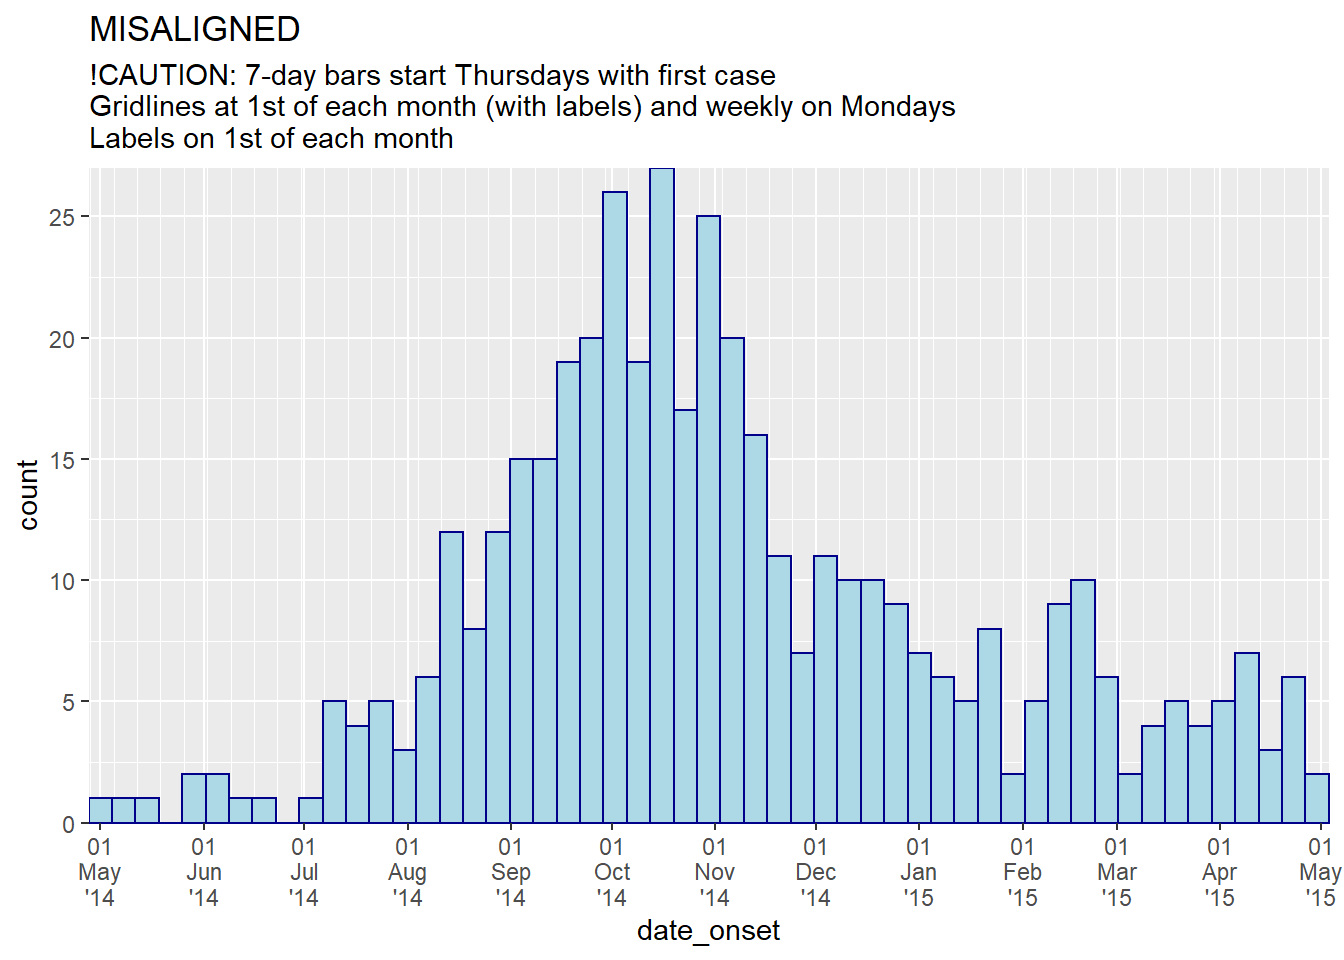 MISALIGNED
!CAUTION: 7-day bars start Thursdays with first case
Gridlines at 1st of each month (with labels) and weekly on Mondays
Labels on 1st of each month
25
20
15
10
5
0
count
01 01 01 01 01 01 01 01 01 01 01 01 01
May Jun Jul Aug Sep Oct Nov Dec Jan Feb Mar Apr May
'14 '14 '14 '14 '14 '14 '14 '14 '15 '15 '15 '15 '15
date_onset